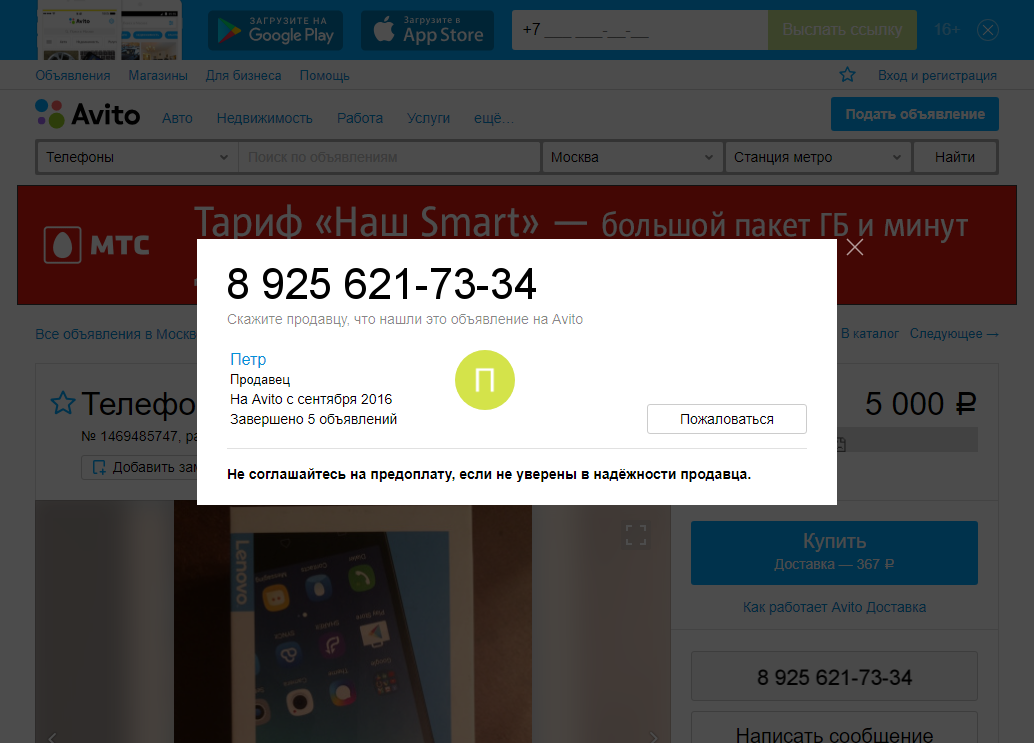 ЗАГРУЗИТЕ НА
Google Play
Загрузите в
App Store
+7 ___ ___-__-__
Выслать ссылку
16+
Объявления Магазины Для бизнеса Помощь
Вход и регистрация
Avito
Авто Недвижимость Работа Услуги ещё...
Подать объявление
Телефоны
Поиск по объявлениям
Москва
Станция метро
Найти
МТС
Тариф «Наш Smart» — большой пакет ГБ и минут
8 925 621-73-34
Скажите продавцу, что нашли это объявление на Avito
Петр
Продавец
На Avito с сентября 2016
Завершено 5 объявлений
П
Пожаловаться
Не соглашайтесь на предоплату, если не уверены в надёжности продавца.
Все объявления в Москв
В каталог Следующее →
Телефо
5 000 ₽
№ 1469485747, ра
Добавить зам
Lenovo
Messaging
Play Store
Google
Купить
Доставка — 367 ₽
Как работает Avito Доставка
8 925 621-73-34
Написать сообщение